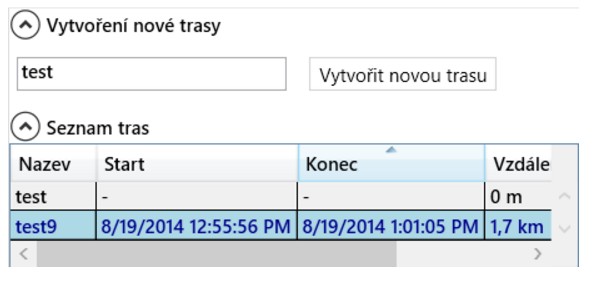 Vytvoření nové trasy
test Vytvořit novou trasu
Seznam tras
Nazev Start Konec Vzdále
test - - 0 m
test9 8/19/2014 12:55:56 PM 8/19/2014 1:01:05 PM 1,7 km